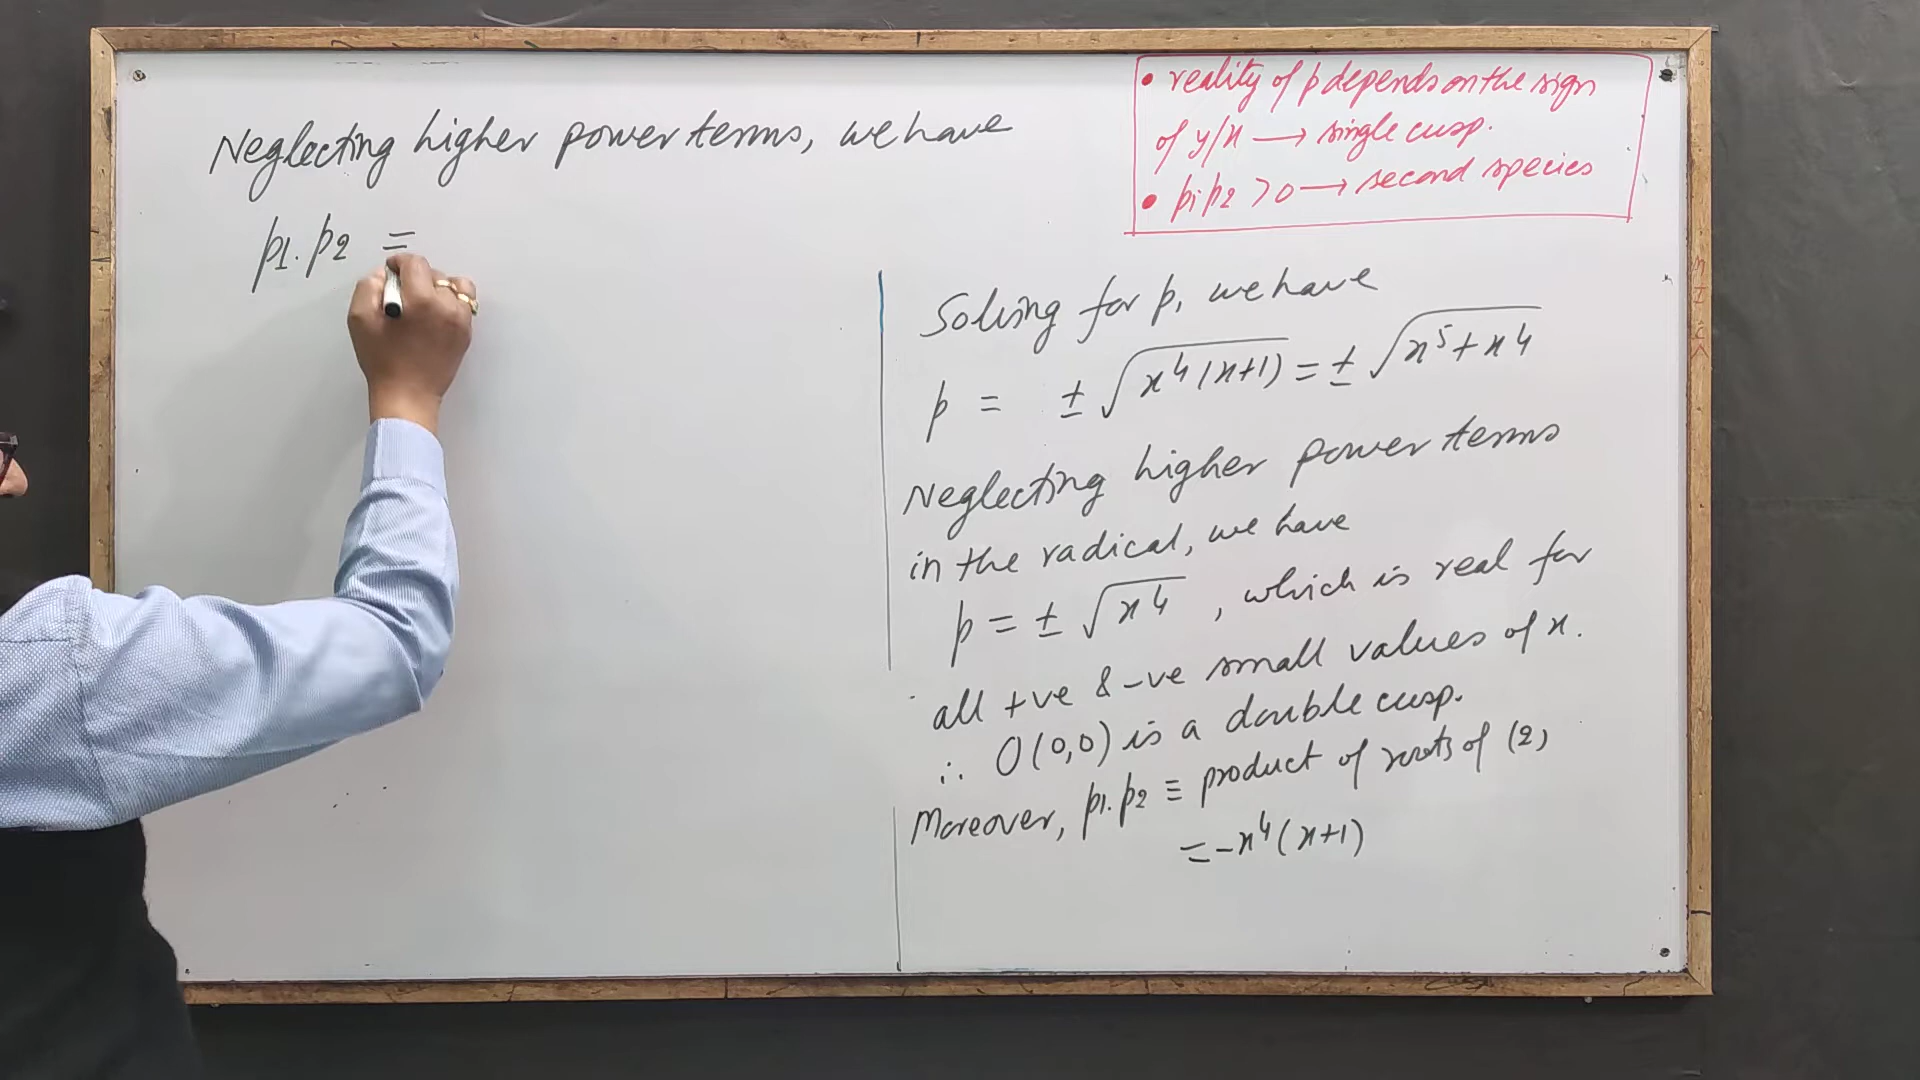 Neglecting higher power terms, we have
p1.p2 =
• reality of p depends on the sign
of y/x → single cusp.
• p1.p2 > 0 → second species
Solving for p, we have
p = ± √x⁴(x+1) = ± √x⁵+x⁴
Neglecting higher power terms
in the radical, we have
p = ± √x⁴, which is real for
all +ve & -ve small values of x.
∴ O(0,0) is a double cusp.
Moreover, p1.p2 ≡ product of roots of (2)
= -x⁴(x+1)